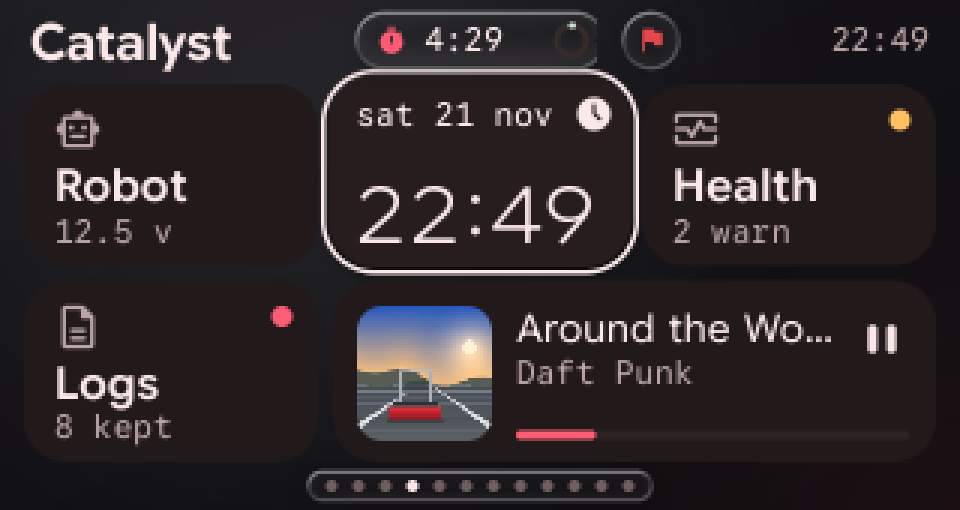 Catalyst
4:29
22:49
Robot
12.5 v
sat 21 nov
22:49
Health
2 warn
Logs
8 kept
Around the Wo...
Daft Punk